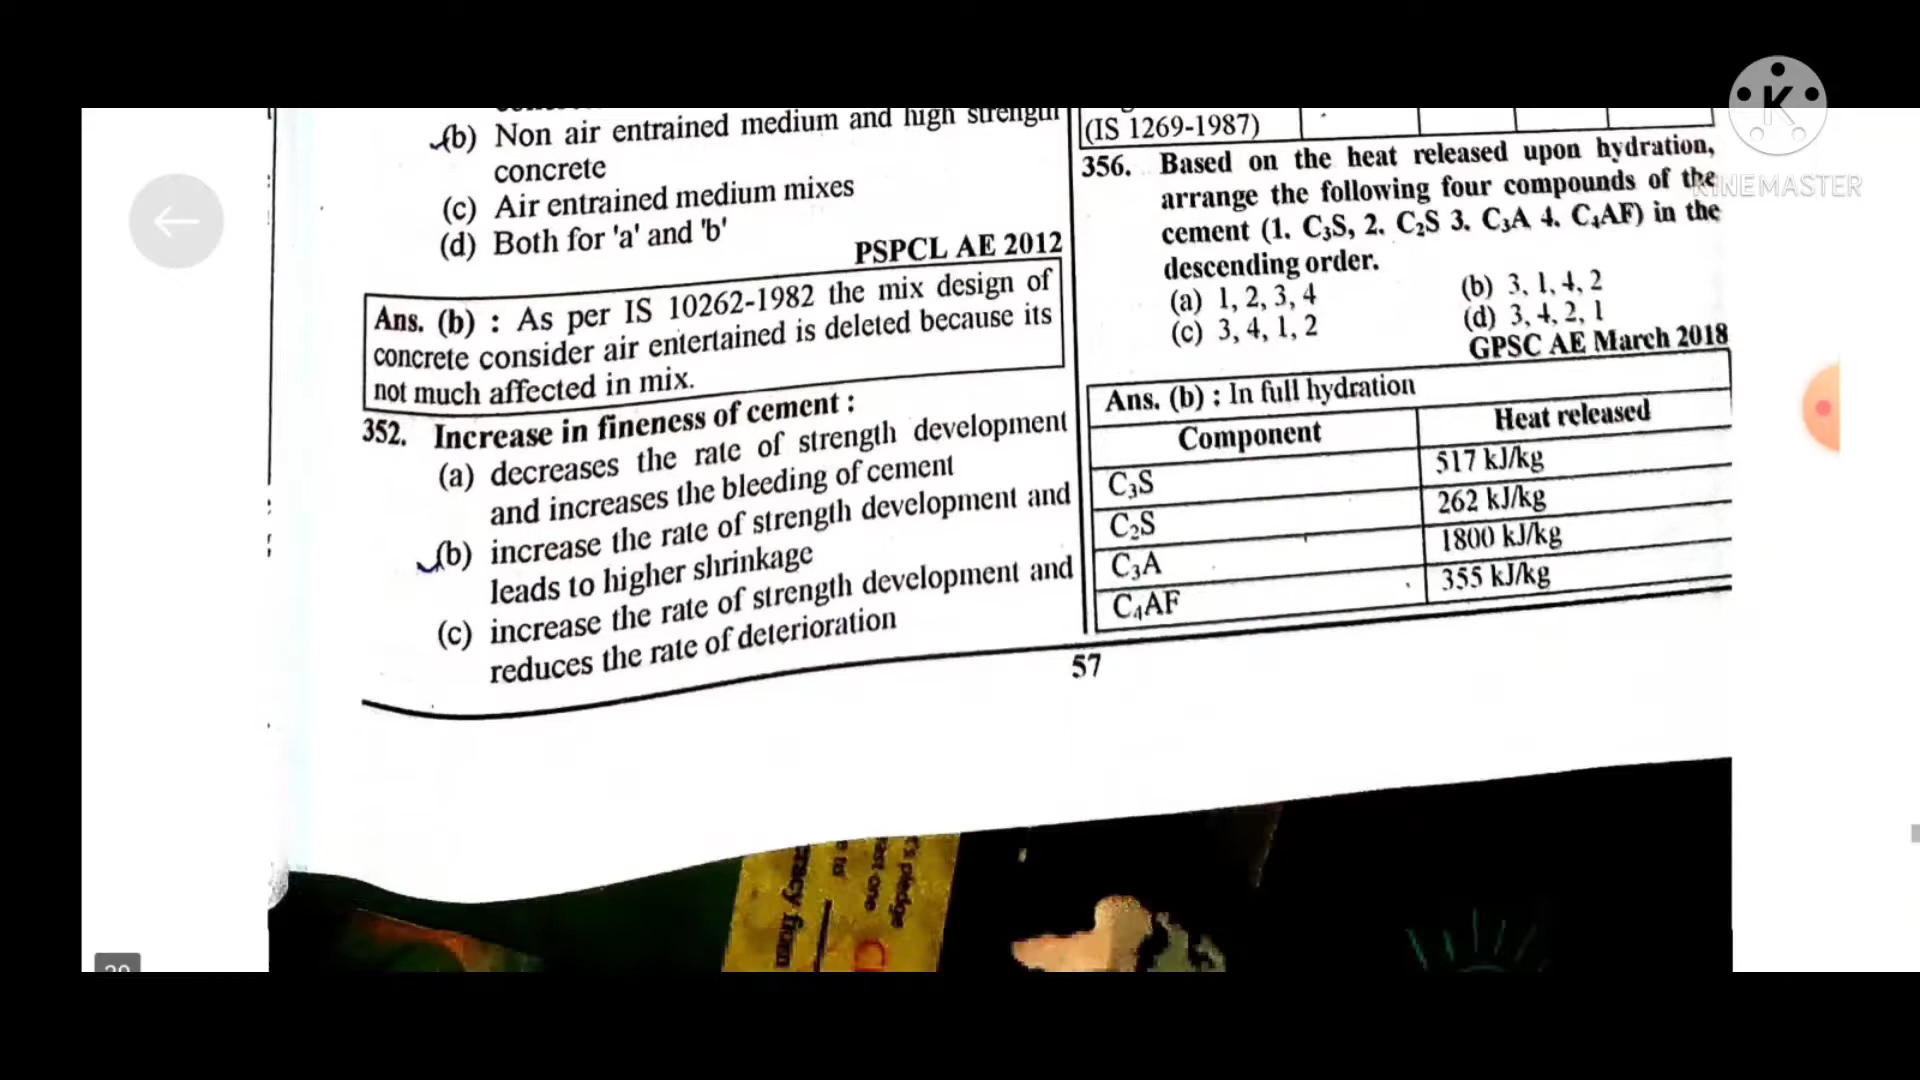 (b) Non air entrained medium and high strength
concrete
(c) Air entrained medium mixes
(d) Both for 'a' and 'b'
PSPCL AE 2012
Ans. (b) : As per IS 10262-1982 the mix design of
concrete consider air entertained is deleted because its
not much affected in mix.
352. Increase in fineness of cement :
(a) decreases the rate of strength development
and increases the bleeding of cement
(b) increase the rate of strength development and
leads to higher shrinkage
(c) increase the rate of strength development and
reduces the rate of deterioration
(IS 1269-1987)
356. Based on the heat released upon hydration,
arrange the following four compounds of the
cement (1. C₃S, 2. C₂S 3. C₃A 4. C₄AF) in the
descending order.
(a) 1, 2, 3, 4 (b) 3, 1, 4, 2
(c) 3, 4, 1, 2 (d) 3, 4, 2, 1
GPSC AE March 2018
Ans. (b) : In full hydration
Component Heat released
C₃S 517 kJ/kg
C₂S 262 kJ/kg
C₃A 1800 kJ/kg
C₄AF 355 kJ/kg
57
K
KINEMASTER
's pledge
one
racy from